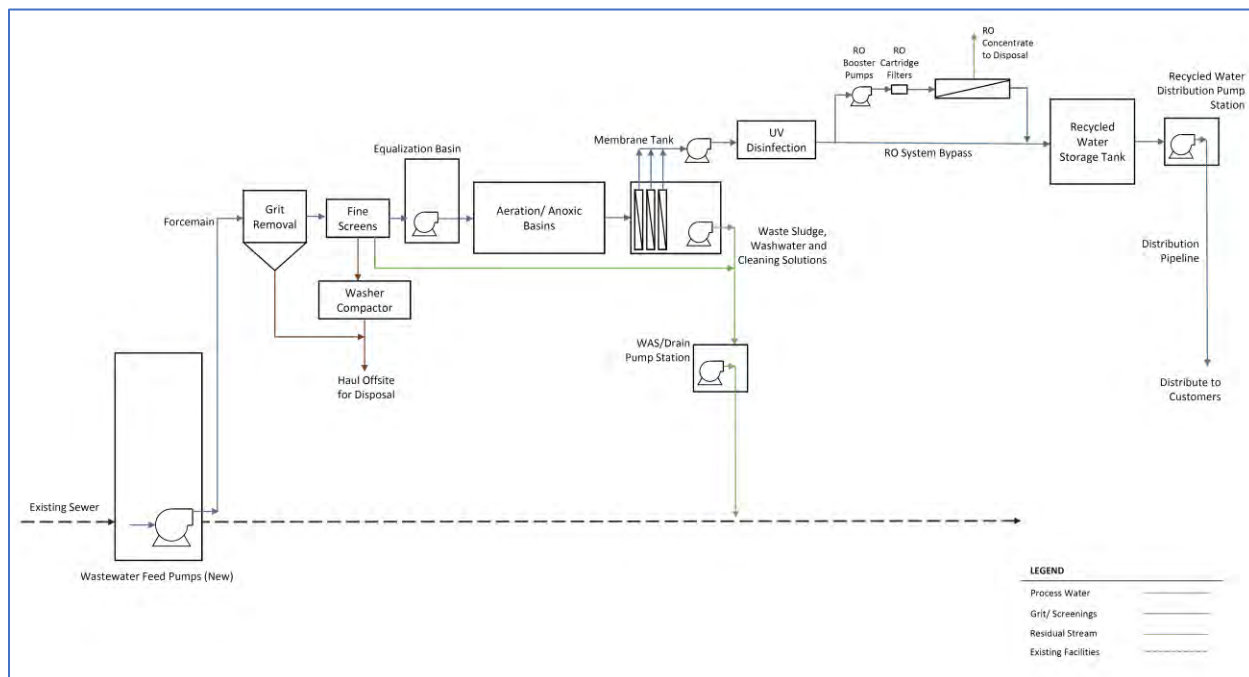 RO
Concentrate
to Disposal
RO
Booster
Pumps
RO
Cartridge
Filters
Recycled Water
Distribution Pump
Station
Membrane Tank
UV
Disinfection
RO System Bypass
Recycled
Water
Storage Tank
Equalization Basin
Forcemain
Grit
Removal
Fine
Screens
Aeration/ Anoxic
Basins
Waste Sludge,
Washwater and
Cleaning Solutions
Distribution
Pipeline
Washer
Compactor
WAS/Drain
Pump Station
Haul Offsite
for Disposal
Distribute to
Customers
Existing Sewer
Wastewater Feed Pumps (New)
LEGEND
Process Water
Grit/ Screenings
Residual Stream
Existing Facilities